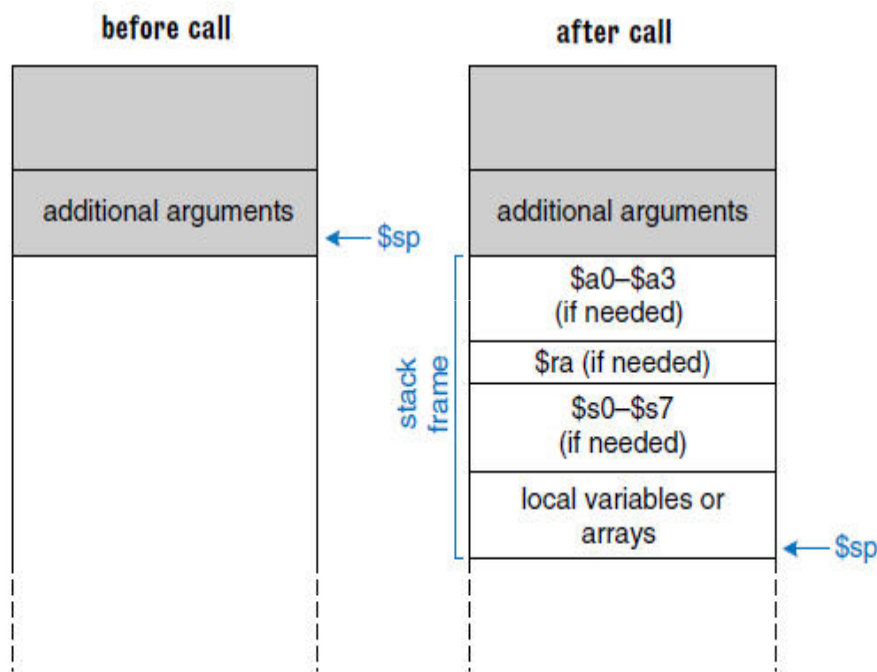 before call
after call
additional arguments
$sp
additional arguments
$a0–$a3
(if needed)
$ra (if needed)
$s0–$s7
(if needed)
local variables or
arrays
$sp
stack
frame